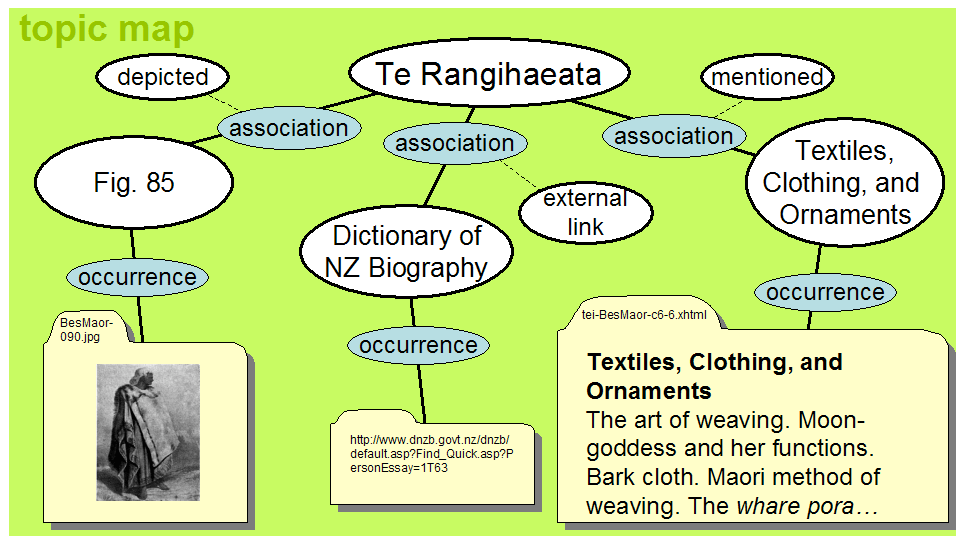 topic map
depicted
Te Rangihaeata
mentioned
association
association
association
Fig. 85
Textiles,
Clothing, and
Ornaments
external
link
Dictionary of
NZ Biography
occurrence
occurrence
occurrence
BesMaor-
090.jpg
tei-BesMaor-c6-6.xhtml
http://www.dnzb.govt.nz/dnzb/
default.asp?Find_Quick.asp?P
ersonEssay=1T63
Textiles, Clothing, and
Ornaments
The art of weaving. Moon-
goddess and her functions.
Bark cloth. Maori method of
weaving. The whare pora…